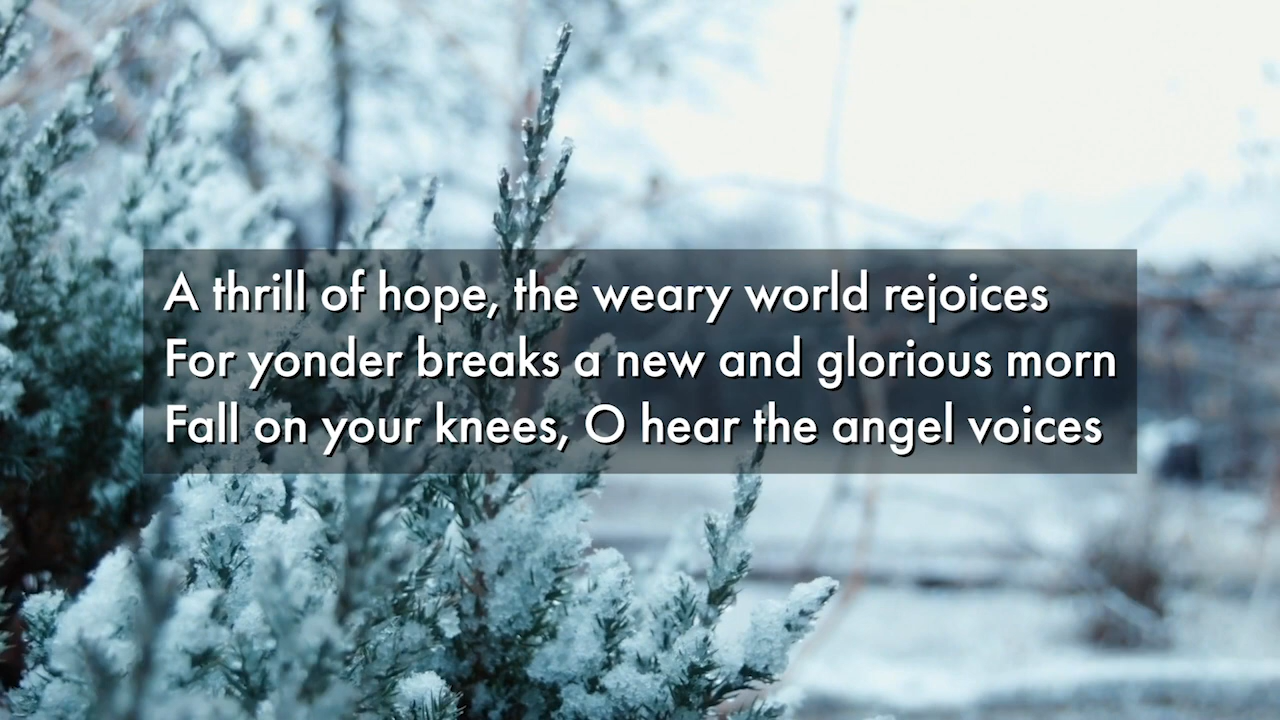 A thrill of hope, the weary world rejoices
For yonder breaks a new and glorious morn
Fall on your knees, O hear the angel voices